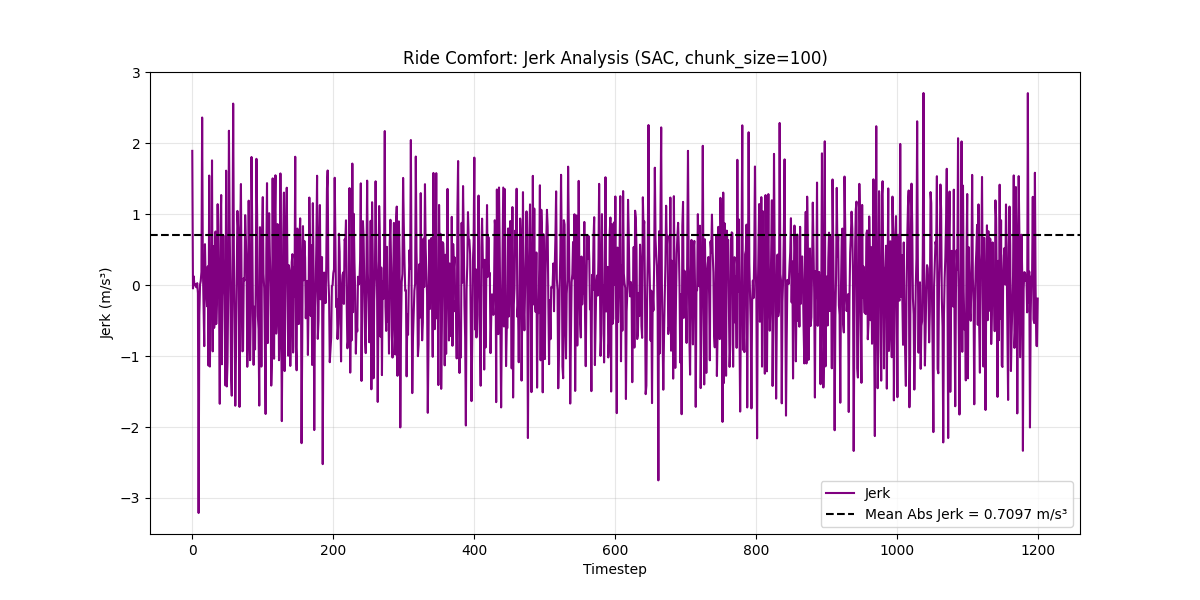 Ride Comfort: Jerk Analysis (SAC, chunk_size=100)
Jerk (m/s³)
3
2
1
0
−1
−2
−3
0 200 400 600 800 1000 1200
Timestep
Jerk
Mean Abs Jerk = 0.7097 m/s³